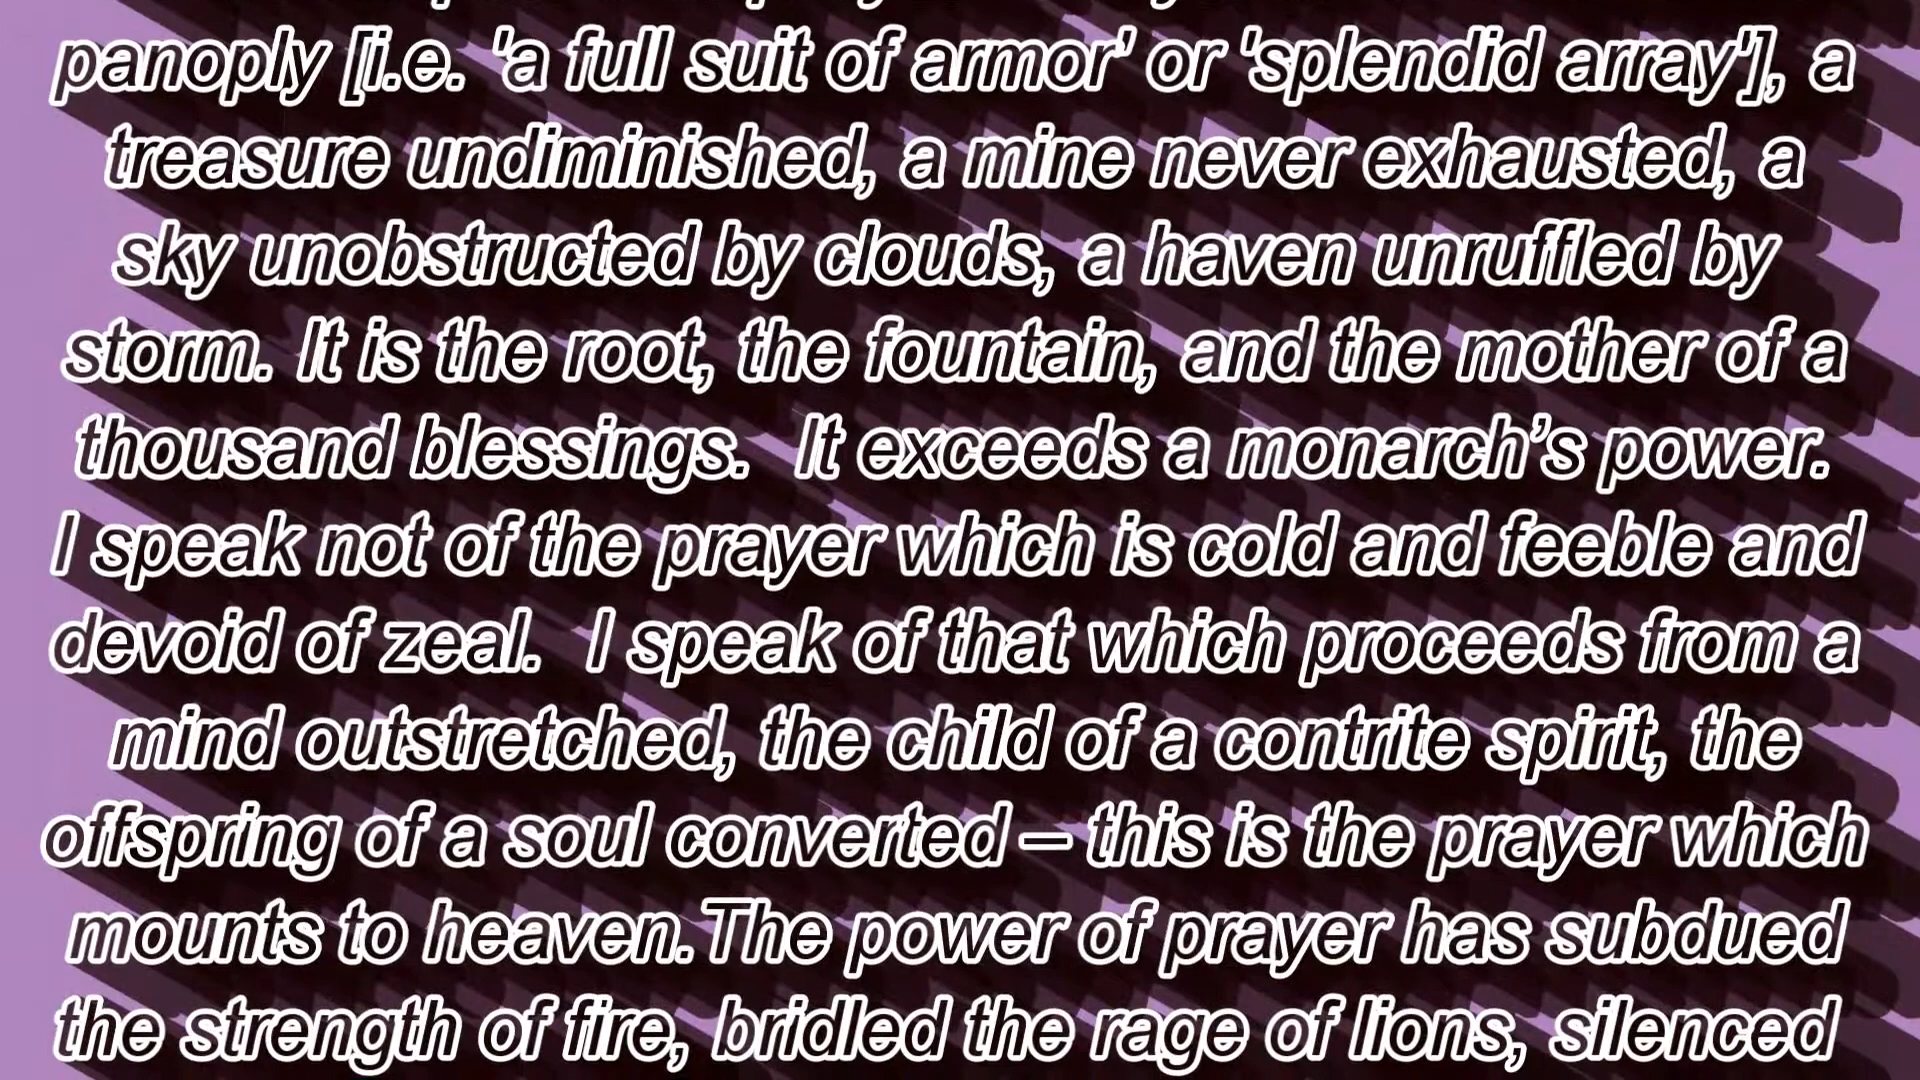 panoply [i.e. 'a full suit of armor' or 'splendid array'], a
treasure undiminished, a mine never exhausted, a
sky unobstructed by clouds, a haven unruffled by
storm. It is the root, the fountain, and the mother of a
thousand blessings.  It exceeds a monarch’s power.
I speak not of the prayer which is cold and feeble and
devoid of zeal.  I speak of that which proceeds from a
mind outstretched, the child of a contrite spirit, the
offspring of a soul converted – this is the prayer which
mounts to heaven.The power of prayer has subdued
the strength of fire, bridled the rage of lions, silenced